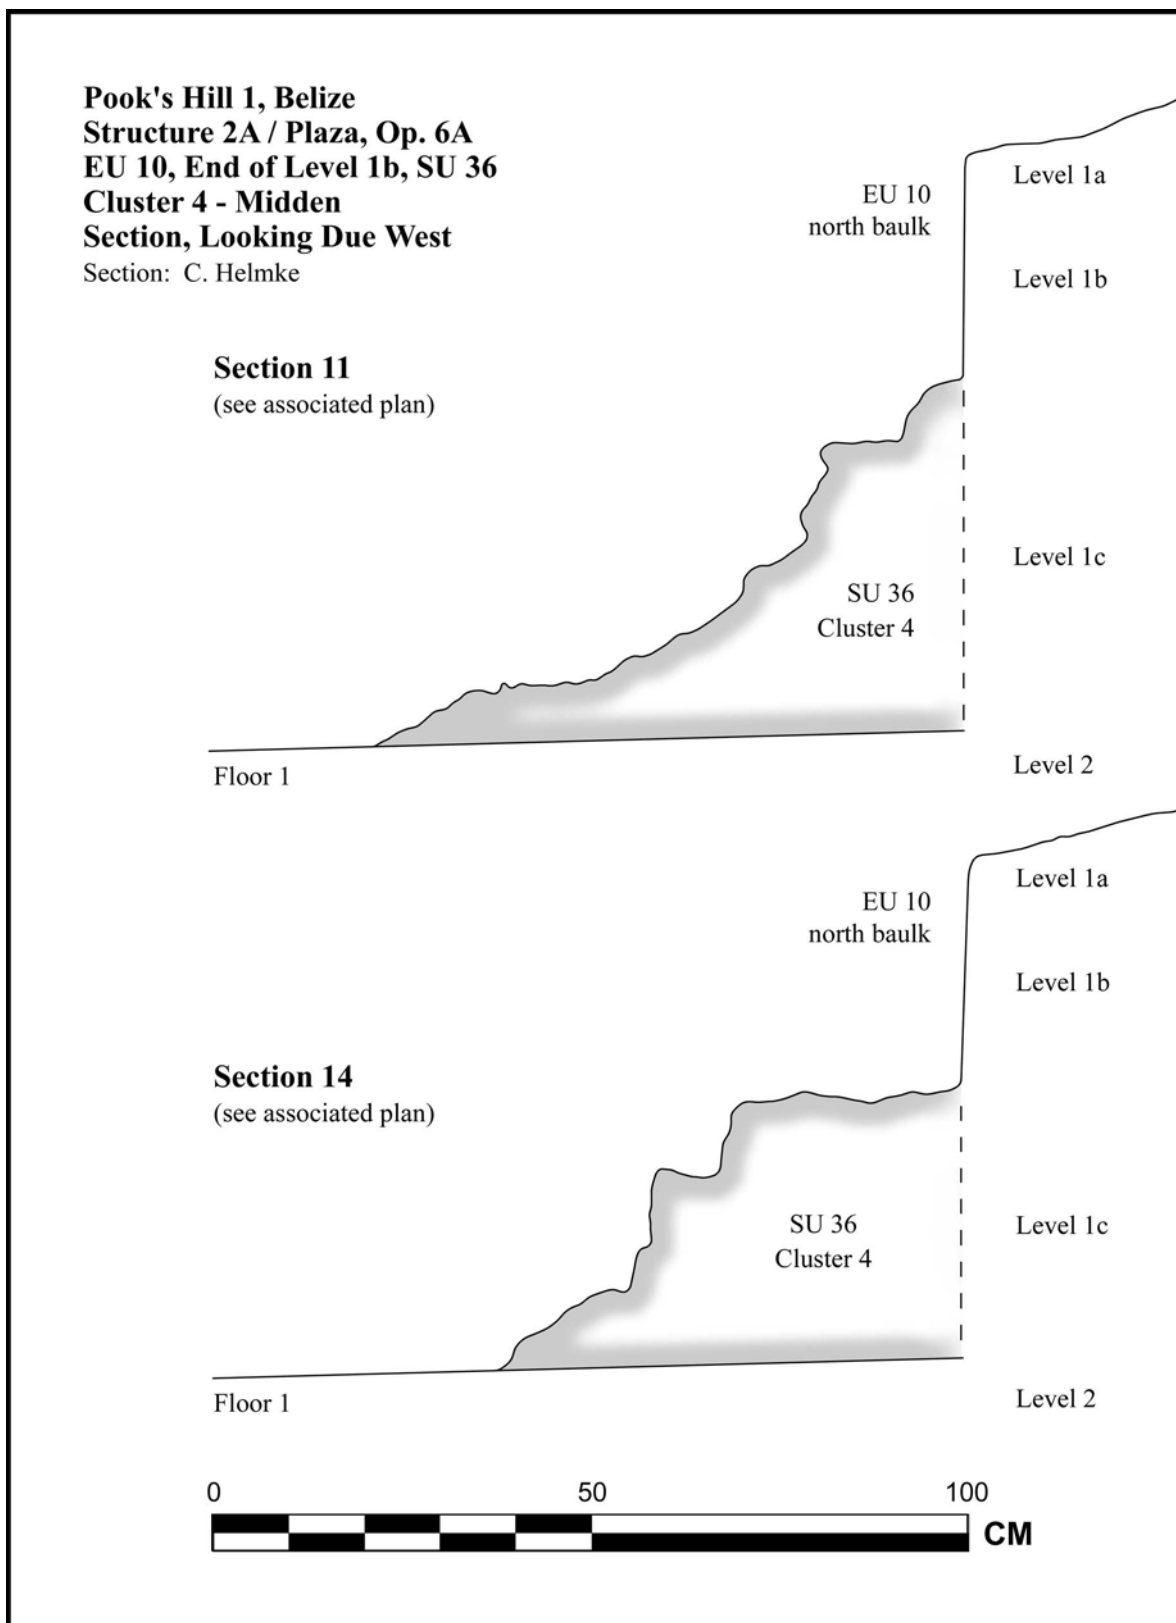 Pook's Hill 1, Belize
Structure 2A / Plaza, Op. 6A
EU 10, End of Level 1b, SU 36
Cluster 4 - Midden
Section, Looking Due West
Section: C. Helmke
EU 10
north baulk
Level 1a
Level 1b
Section 11
(see associated plan)
Level 1c
SU 36
Cluster 4
Floor 1
Level 2
EU 10
north baulk
Level 1a
Level 1b
Section 14
(see associated plan)
SU 36
Cluster 4
Level 1c
Floor 1
Level 2
0 50 100
CM